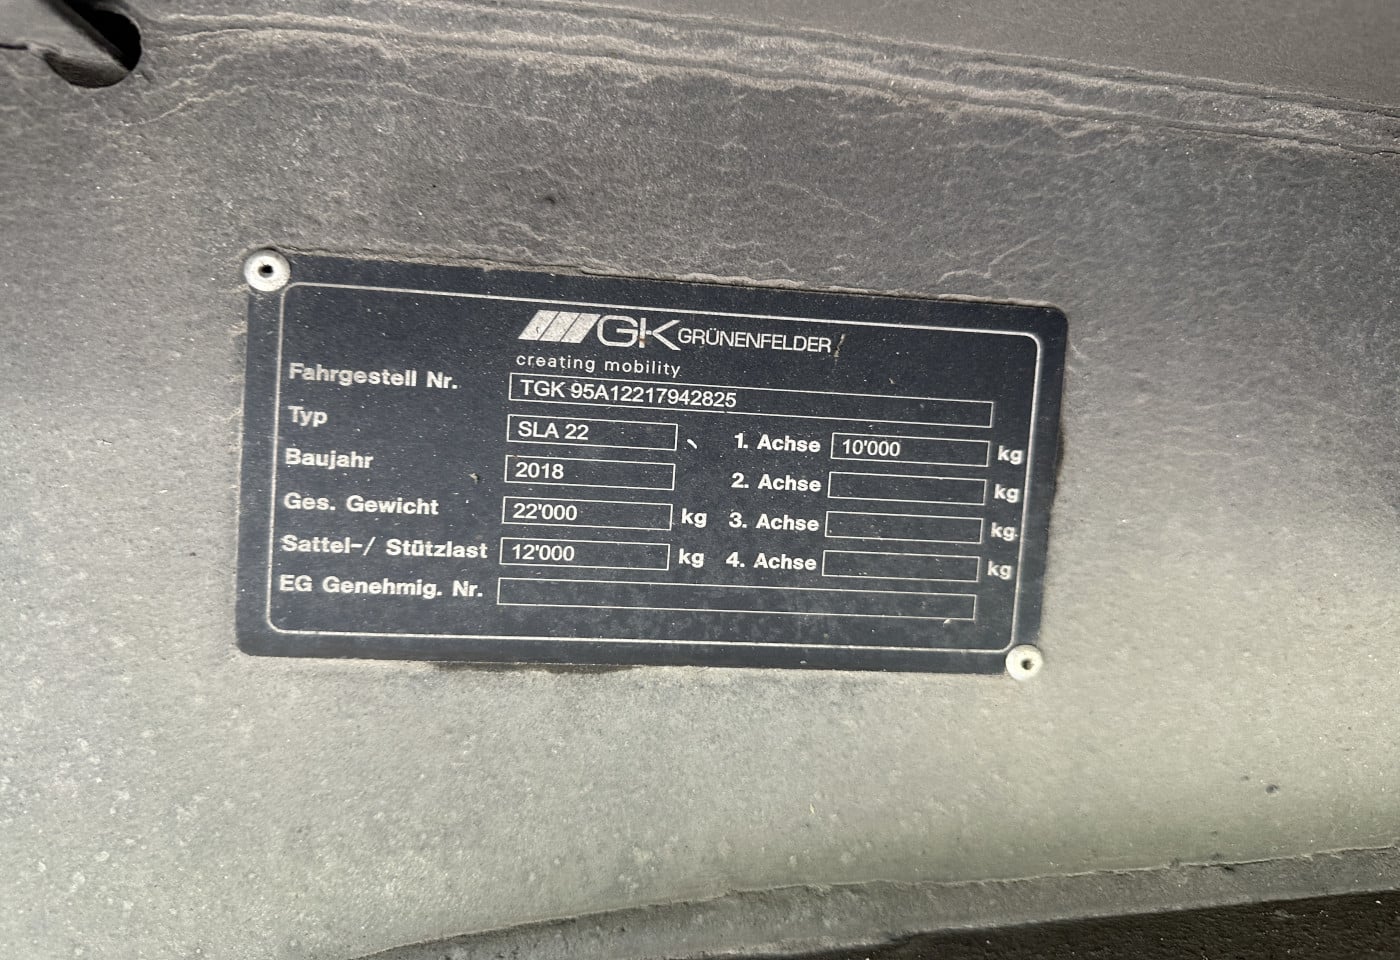 GK GRÜNENFELDER
creating mobility
Fahrgestell Nr. TGK 95A12217942825
Typ SLA 22 1. Achse 10'000 kg
Baujahr 2018 2. Achse kg
Ges. Gewicht 22'000 kg 3. Achse kg
Sattel-/ Stützlast 12'000 kg 4. Achse kg
EG Genehmig. Nr.